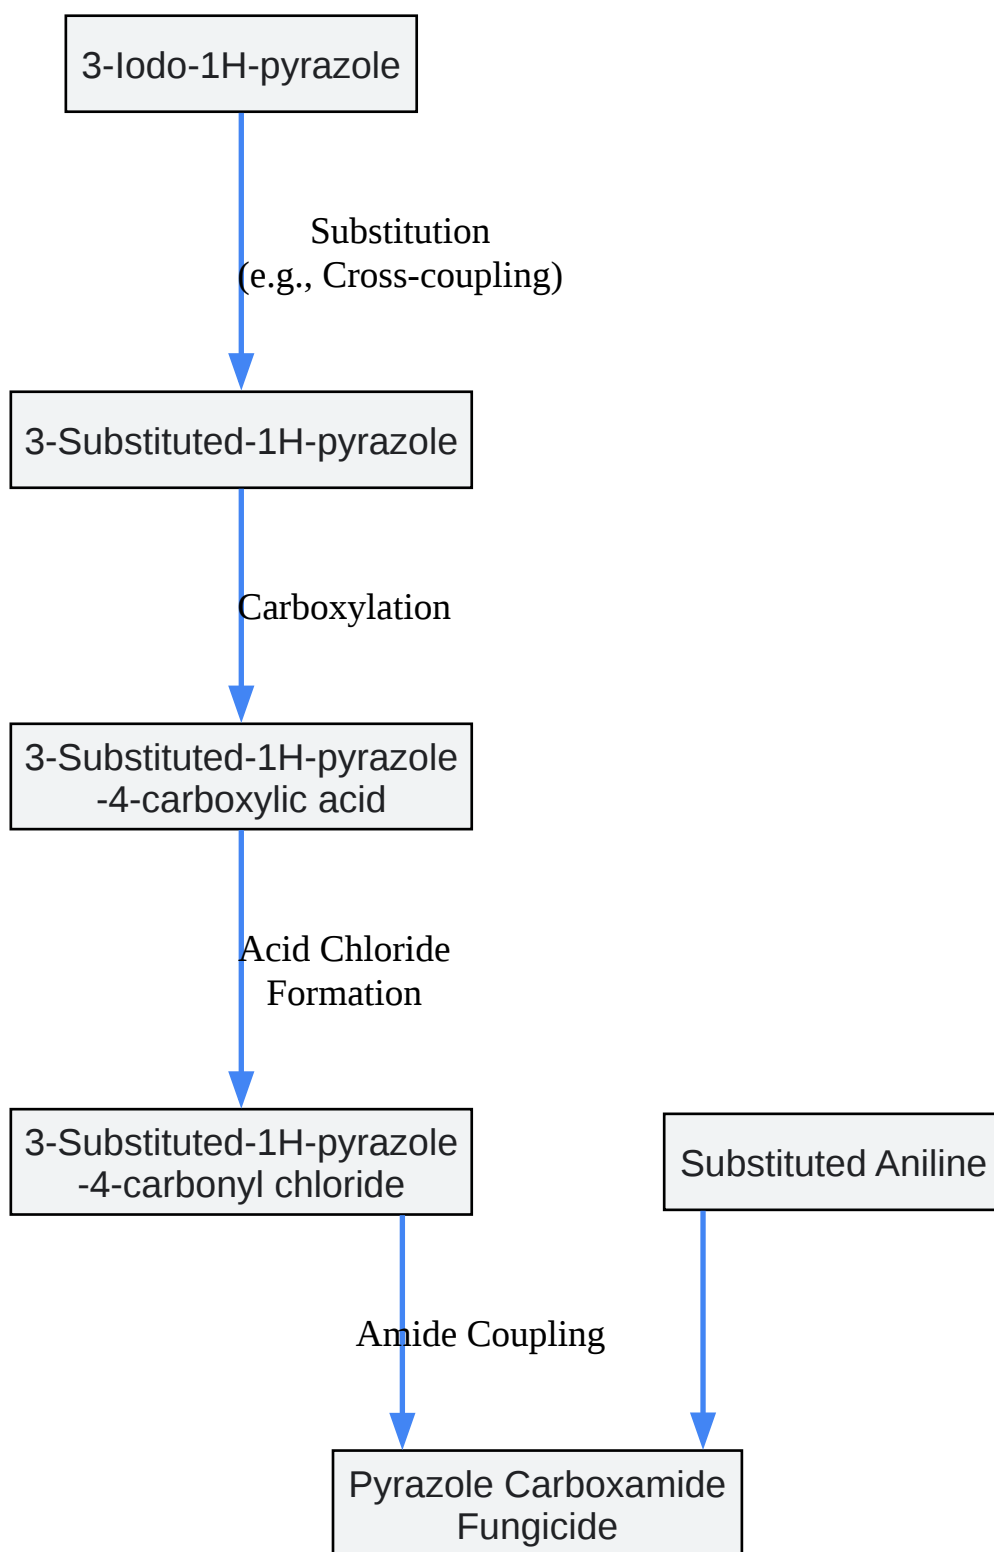 3-Iodo-1H-pyrazole
Substitution
(e.g., Cross-coupling)
3-Substituted-1H-pyrazole
Carboxylation
3-Substituted-1H-pyrazole
-4-carboxylic acid
Acid Chloride
Formation
3-Substituted-1H-pyrazole
-4-carbonyl chloride
Substituted Aniline
Amide Coupling
Pyrazole Carboxamide
Fungicide